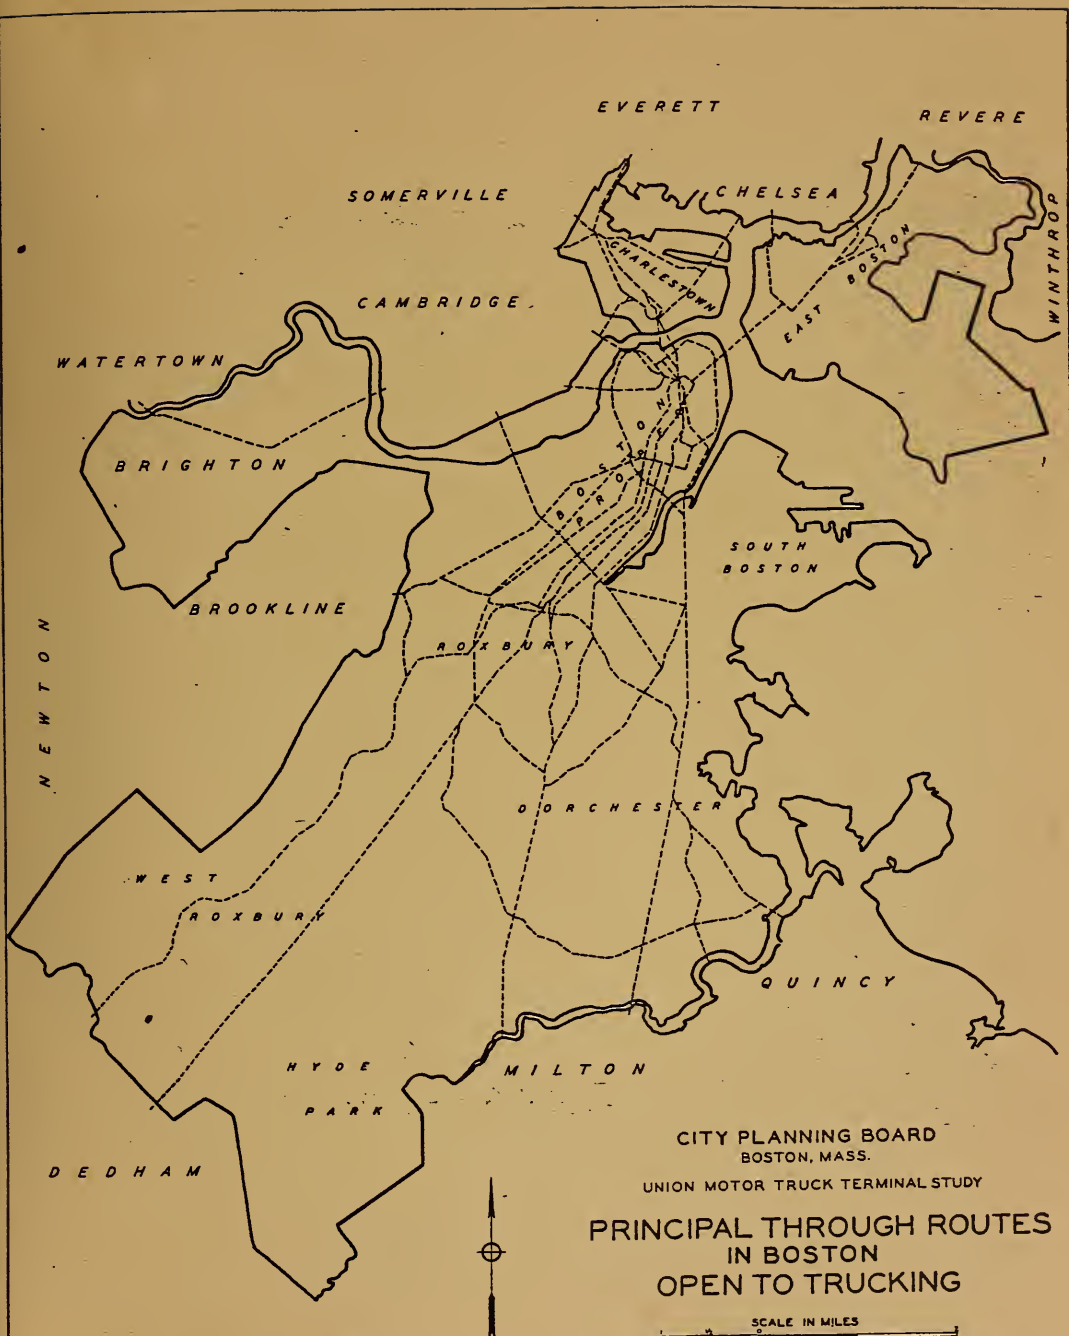 EVERETT
REVERE
SOMERVILLE
CHELSEA
WINTHROP
CHARLESTOWN
EAST BOSTON
CAMBRIDGE
WATERTOWN
BRIGHTON
BOSTON
PROPER
SOUTH
BOSTON
BROOKLINE
NEWTON
ROXBURY
DORCHESTER
WEST
ROXBURY
QUINCY
HYDE
PARK
MILTON
DEDHAM
CITY PLANNING BOARD
BOSTON, MASS.
UNION MOTOR TRUCK TERMINAL STUDY
PRINCIPAL THROUGH ROUTES
IN BOSTON
OPEN TO TRUCKING
SCALE IN MILES